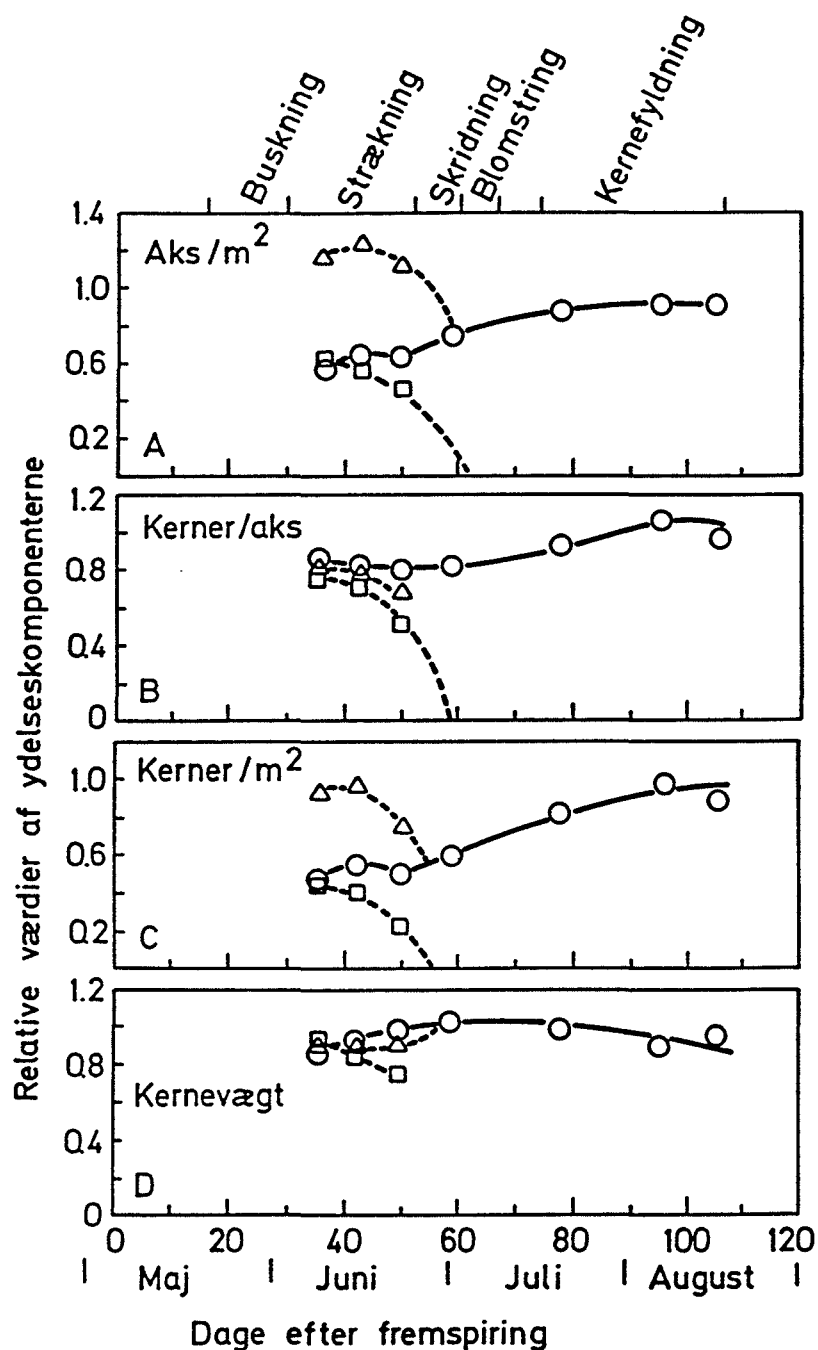 Buskning
Strækning
Skridning
Blomstring
Kernefyldning
Relative værdier af ydelseskomponenterne
1.4
1.0
0.6
0.2
Aks/m²
A
1.2
0.8
0.4
0
Kerner/aks
B
1.0
0.6
0.2
Kerner/m²
C
1.2
0.8
0.4
0
Kernevægt
D
0 20 40 60 80 100 120
Maj Juni Juli August
Dage efter fremspiring